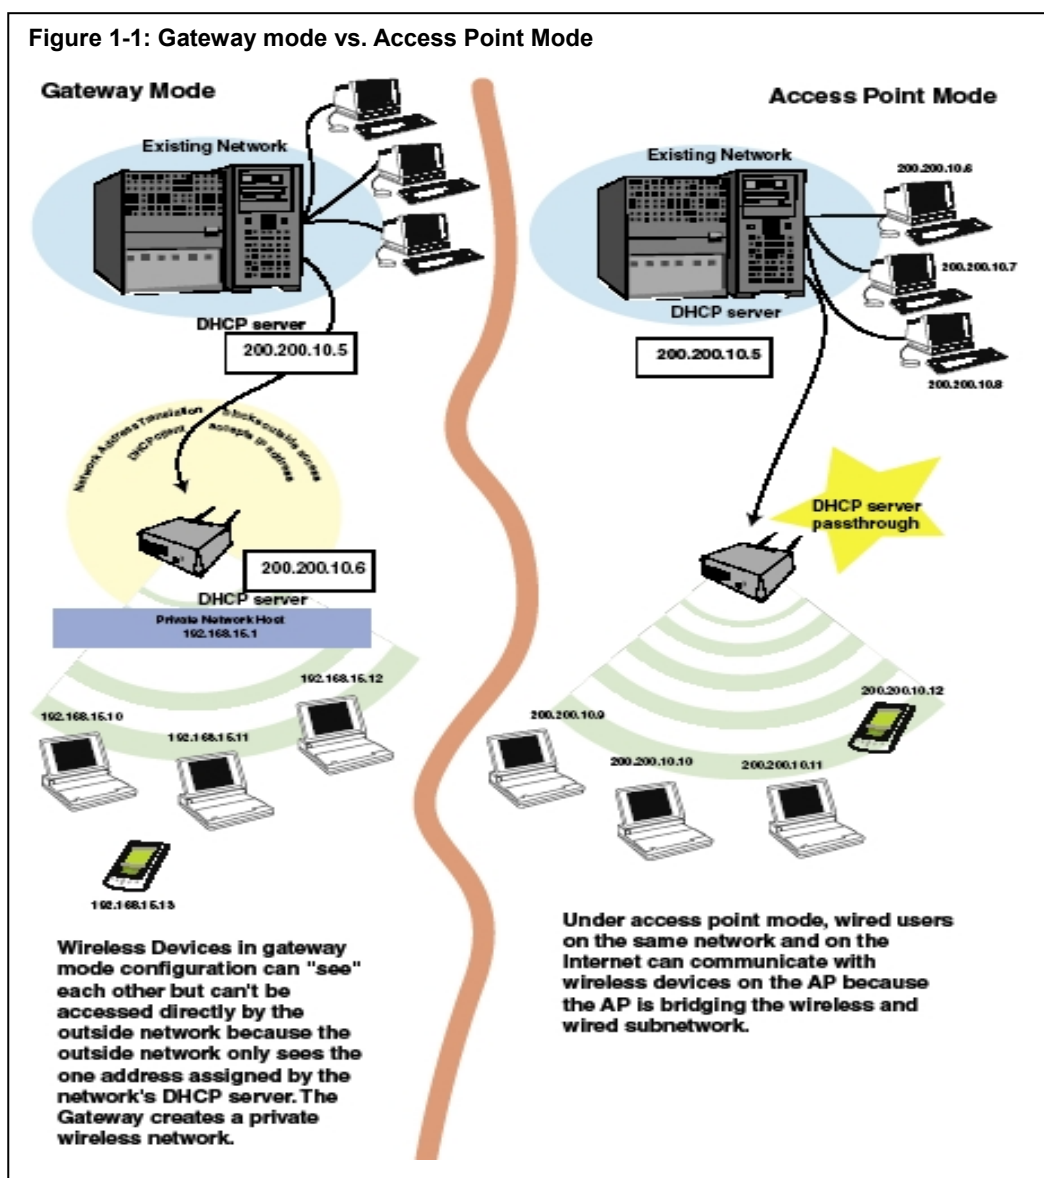 Figure 1-1: Gateway mode vs. Access Point Mode
Gateway Mode
Existing Network
DHCP server
200.200.10.5
Network Address Translation
DHCP client
blocks outside access
accepts ip address
200.200.10.6
DHCP server
Private Network Host
192.168.15.1
192.168.15.10
192.168.15.11
192.168.15.12
192.168.15.13
Wireless Devices in gateway
mode configuration can "see"
each other but can't be
accessed directly by the
outside network because the
outside network only sees the
one address assigned by the
network's DHCP server. The
Gateway creates a private
wireless network.
Access Point Mode
Existing Network
200.200.10.6
200.200.10.7
DHCP server
200.200.10.5
200.200.10.8
DHCP server
passthrough
200.200.10.12
200.200.10.9
200.200.10.10
200.200.10.11
Under access point mode, wired users
on the same network and on the
Internet can communicate with
wireless devices on the AP because
the AP is bridging the wireless and
wired subnetwork.